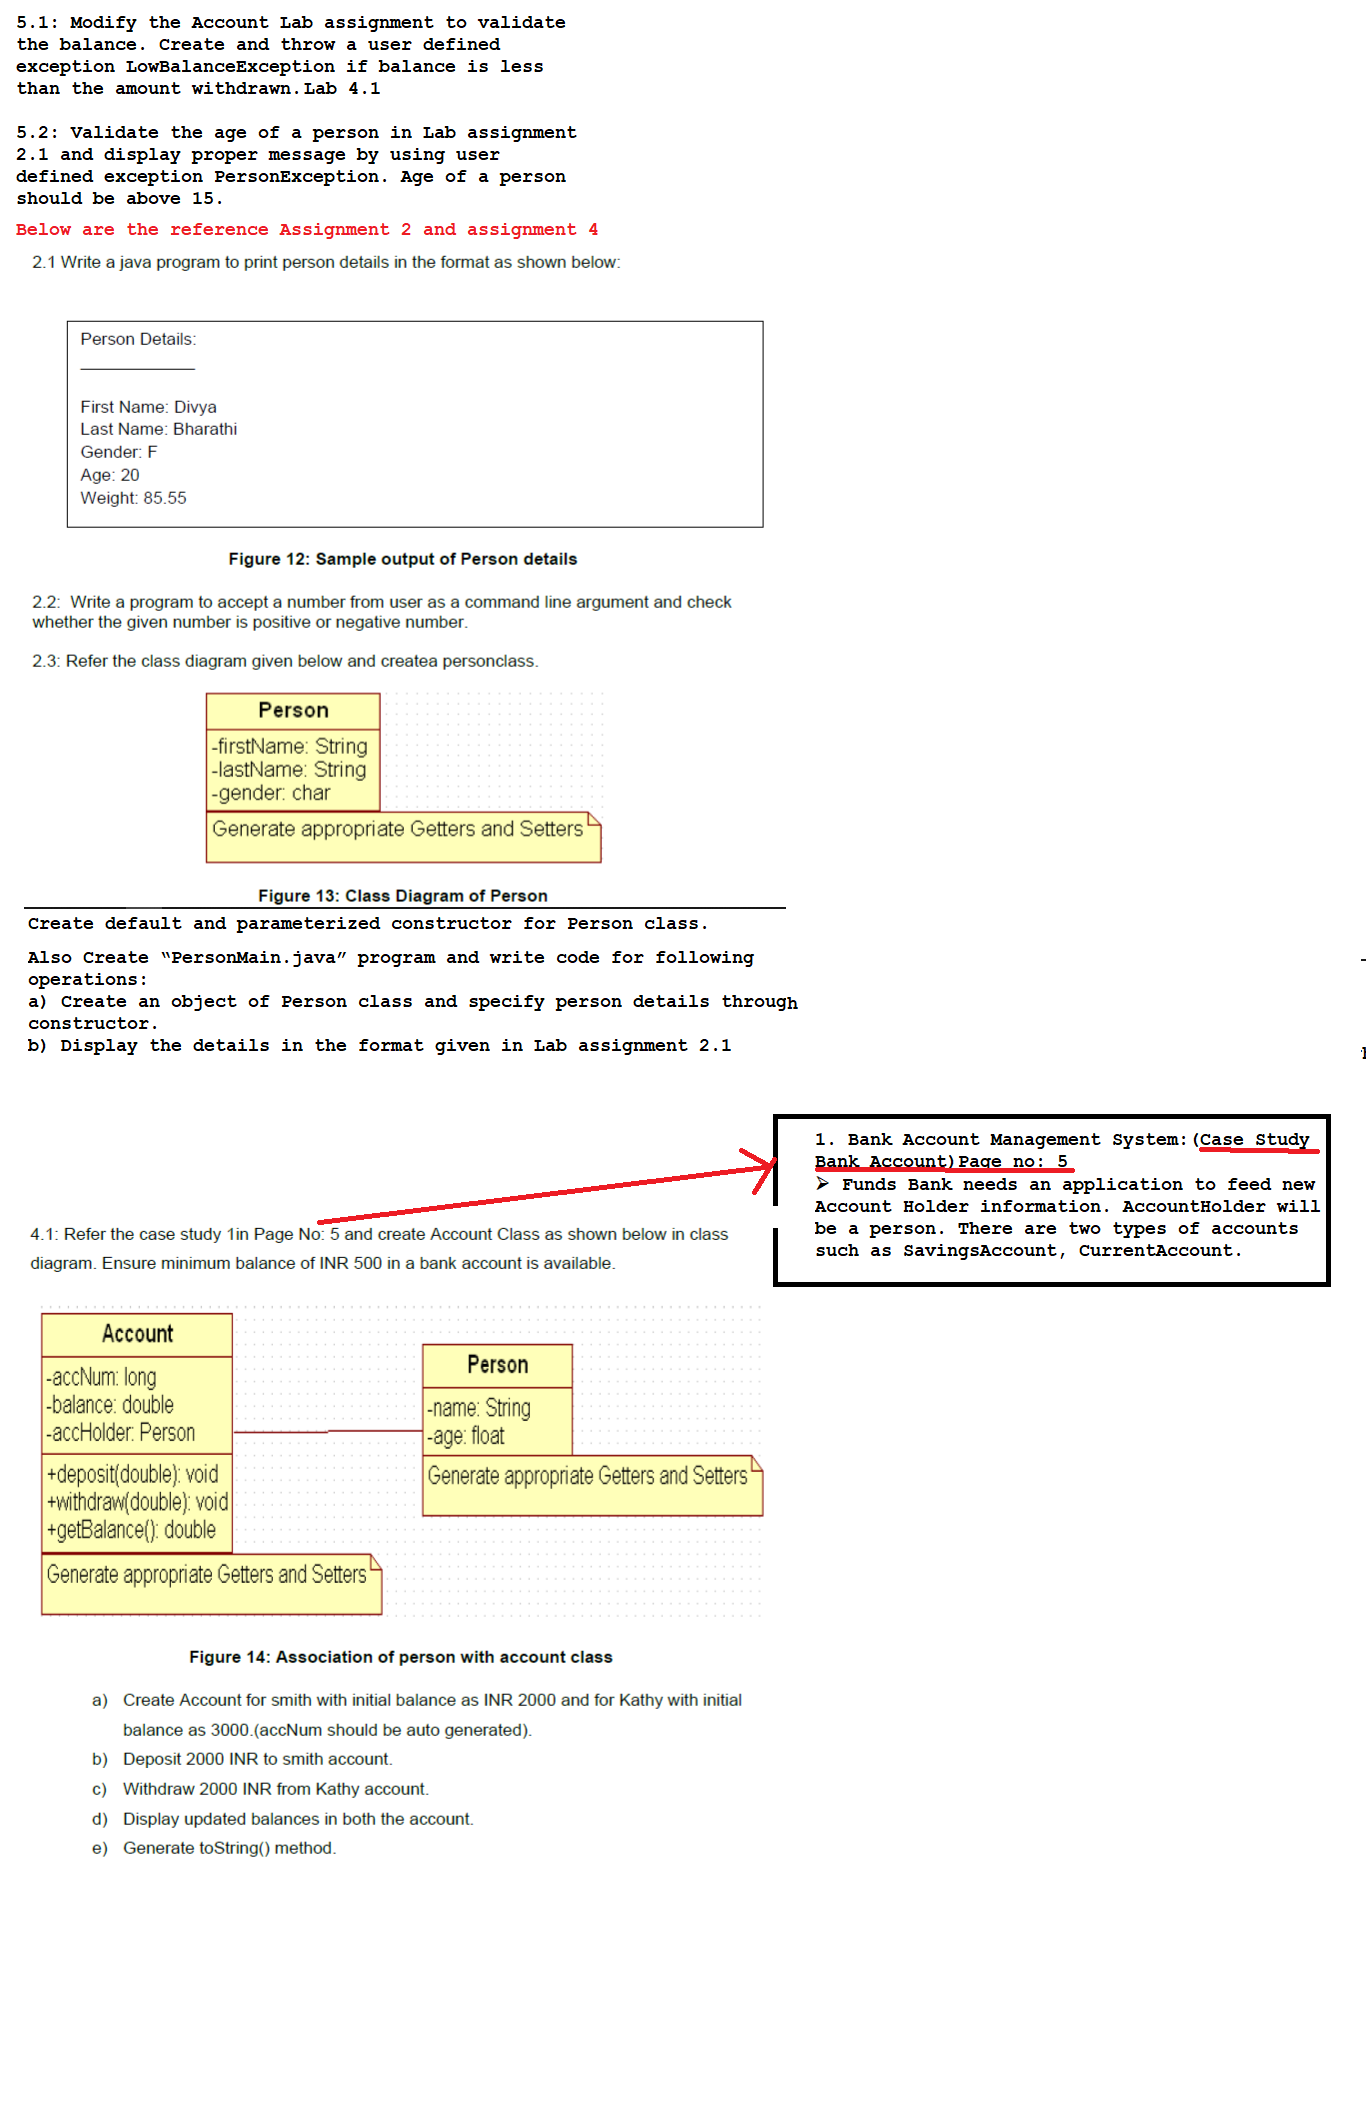 5.1: Modify the Account Lab assignment to validate
the balance. Create and throw a user defined
exception LowBalanceException if balance is less
than the amount withdrawn.Lab 4.1
5.2: Validate the age of a person in Lab assignment
2.1 and display proper message by using user
defined exception PersonException. Age of a person
should be above 15.
Below are the reference Assignment 2 and assignment 4
2.1 Write a java program to print person details in the format as shown below:
Person Details:
____________
First Name: Divya
Last Name: Bharathi
Gender: F
Age: 20
Weight: 85.55
Figure 12: Sample output of Person details
2.2: Write a program to accept a number from user as a command line argument and check
whether the given number is positive or negative number.
2.3: Refer the class diagram given below and createa personclass.
Person
-firstName: String
-lastName: String
-gender: char
Generate appropriate Getters and Setters
Figure 13: Class Diagram of Person
Create default and parameterized constructor for Person class.
Also Create “PersonMain.java” program and write code for following
operations:
a) Create an object of Person class and specify person details through
constructor.
b) Display the details in the format given in Lab assignment 2.1
1. Bank Account Management System:(Case Study
Bank Account)Page no: 5
➢ Funds Bank needs an application to feed new
Account Holder information. AccountHolder will
be a person. There are two types of accounts
such as SavingsAccount, CurrentAccount.
4.1: Refer the case study 1in Page No: 5 and create Account Class as shown below in class
diagram. Ensure minimum balance of INR 500 in a bank account is available.
Account
-accNum: long
-balance: double
-accHolder: Person
+deposit(double): void
+withdraw(double): void
+getBalance(): double
Generate appropriate Getters and Setters
Person
-name: String
-age: float
Generate appropriate Getters and Setters
Figure 14: Association of person with account class
a) Create Account for smith with initial balance as INR 2000 and for Kathy with initial
balance as 3000.(accNum should be auto generated).
b) Deposit 2000 INR to smith account.
c) Withdraw 2000 INR from Kathy account.
d) Display updated balances in both the account.
e) Generate toString() method.